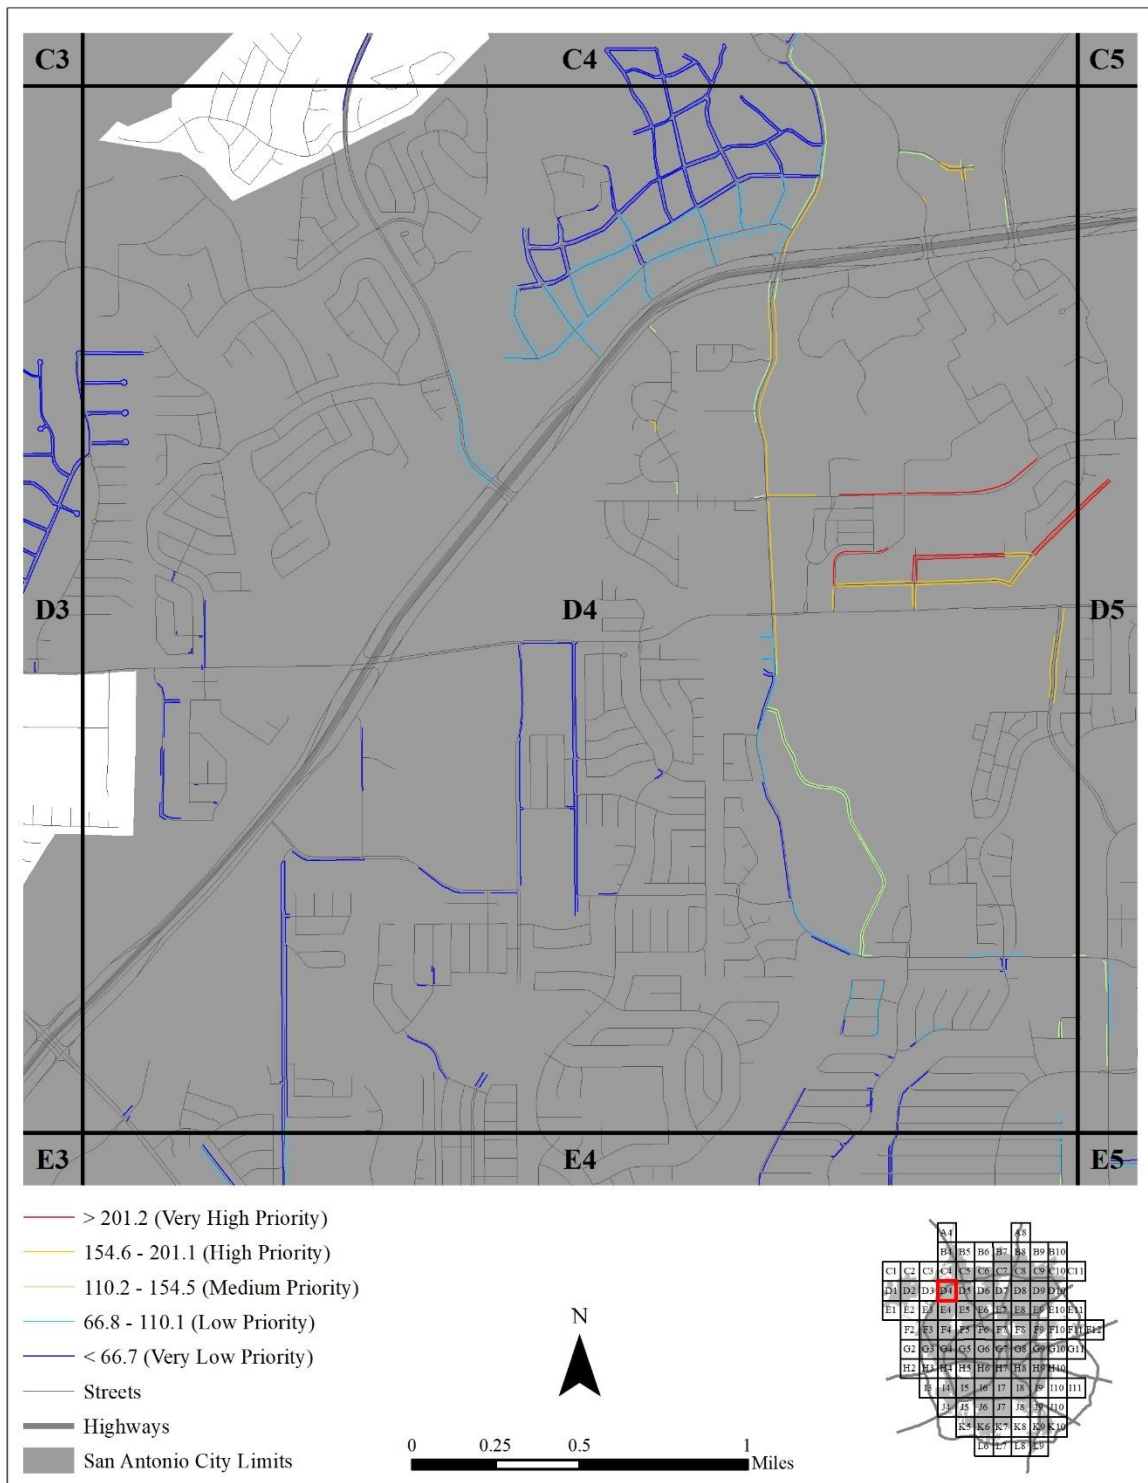 C3 C4 C5
D3 D4 D5
E3 E4 E5
> 201.2 (Very High Priority)
154.6 - 201.1 (High Priority)
110.2 - 154.5 (Medium Priority)
66.8 - 110.1 (Low Priority)
< 66.7 (Very Low Priority)
Streets
Highways
San Antonio City Limits
N
0 0.25 0.5 1
Miles
A4 A8
B4 B5 B6 B7 B8 B9 B10
C1 C2 C3 C4 C5 C6 C7 C8 C9 C10 C11
D1 D2 D3 D4 D5 D6 D7 D8 D9 D10
E1 E2 E3 E4 E5 E6 E7 E8 E9 E10 E11
F2 F3 F4 F5 F6 F7 F8 F9 F10 F11 F12
G2 G3 G4 G5 G6 G7 G8 G9 G10 G11
H2 H3 H4 H5 H6 H7 H8 H9 H10
I3 I4 I5 I6 I7 I8 I9 I10 I11
J4 J5 J6 J7 J8 J9 J10
K5 K6 K7 K8 K9 K10
L6 L7 L8 L9